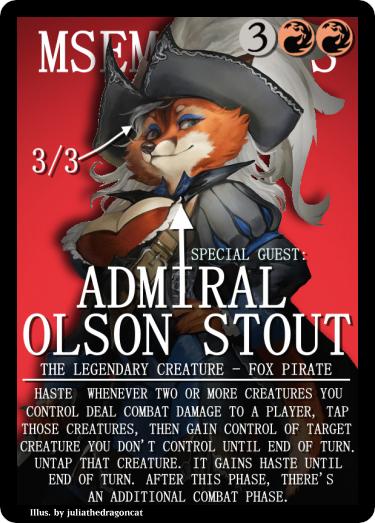 MSEM S
3
3/3
SPECIAL GUEST:
ADMIRAL
OLSON STOUT
THE LEGENDARY CREATURE - FOX PIRATE
HASTE WHENEVER TWO OR MORE CREATURES YOU
CONTROL DEAL COMBAT DAMAGE TO A PLAYER, TAP
THOSE CREATURES, THEN GAIN CONTROL OF TARGET
CREATURE YOU DON'T CONTROL UNTIL END OF TURN.
UNTAP THAT CREATURE. IT GAINS HASTE UNTIL
END OF TURN. AFTER THIS PHASE, THERE'S
AN ADDITIONAL COMBAT PHASE.
Illus. by juliathedragoncat